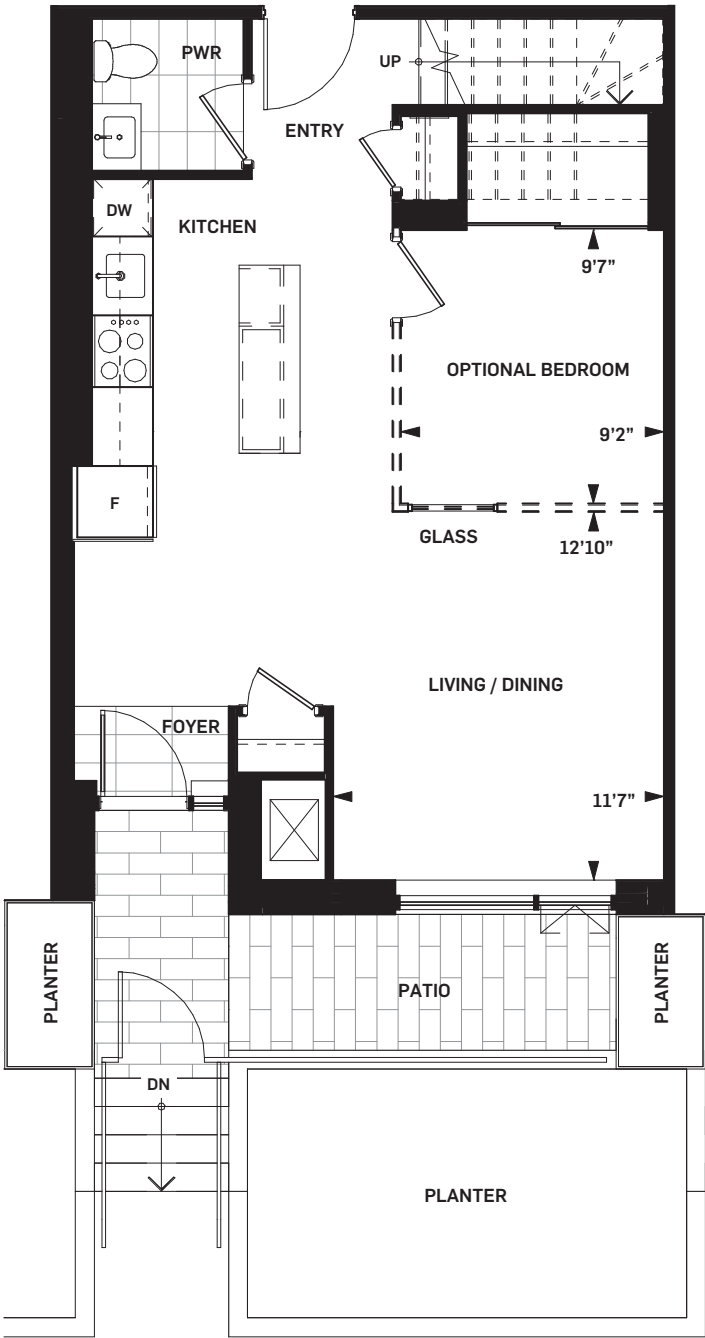 PWR
UP
ENTRY
DW
KITCHEN
9'7"
OPTIONAL BEDROOM
9'2"
F
GLASS
12'10"
LIVING / DINING
FOYER
11'7"
PLANTER
PATIO
PLANTER
DN
PLANTER